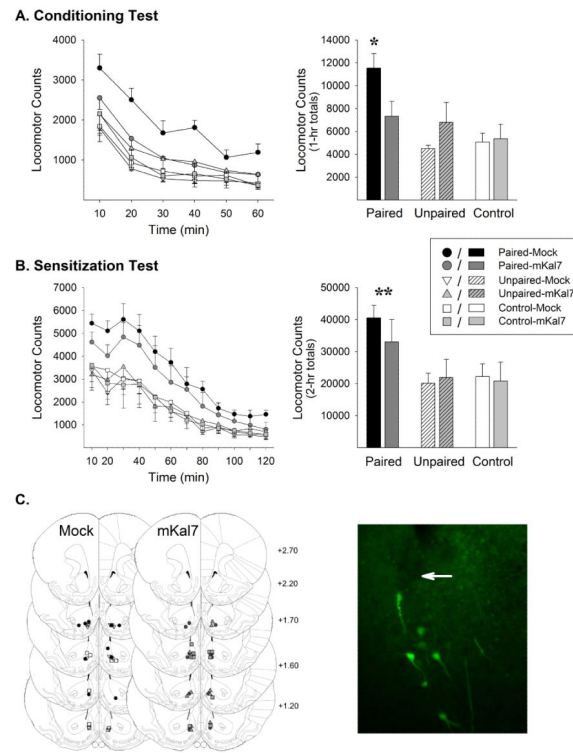 A. Conditioning Test
Locomotor Counts
4000
3000
2000
1000
10 20 30 40 50 60
Time (min)
Locomotor Counts
(1-hr totals)
14000
12000
10000
8000
6000
4000
2000
*
Paired Unpaired Control
B. Sensitization Test
Locomotor Counts
7000
6000
5000
4000
3000
2000
1000
10 20 40 60 80 100 120
Time (min)
Locomotor Counts
(2-hr totals)
50000
40000
30000
20000
10000
**
Paired Unpaired Control
/ Paired-Mock
/ Paired-mKal7
/ Unpaired-Mock
/ Unpaired-mKal7
/ Control-Mock
/ Control-mKal7
C.
Mock mKal7
+2.70
+2.20
+1.70
+1.60
+1.20